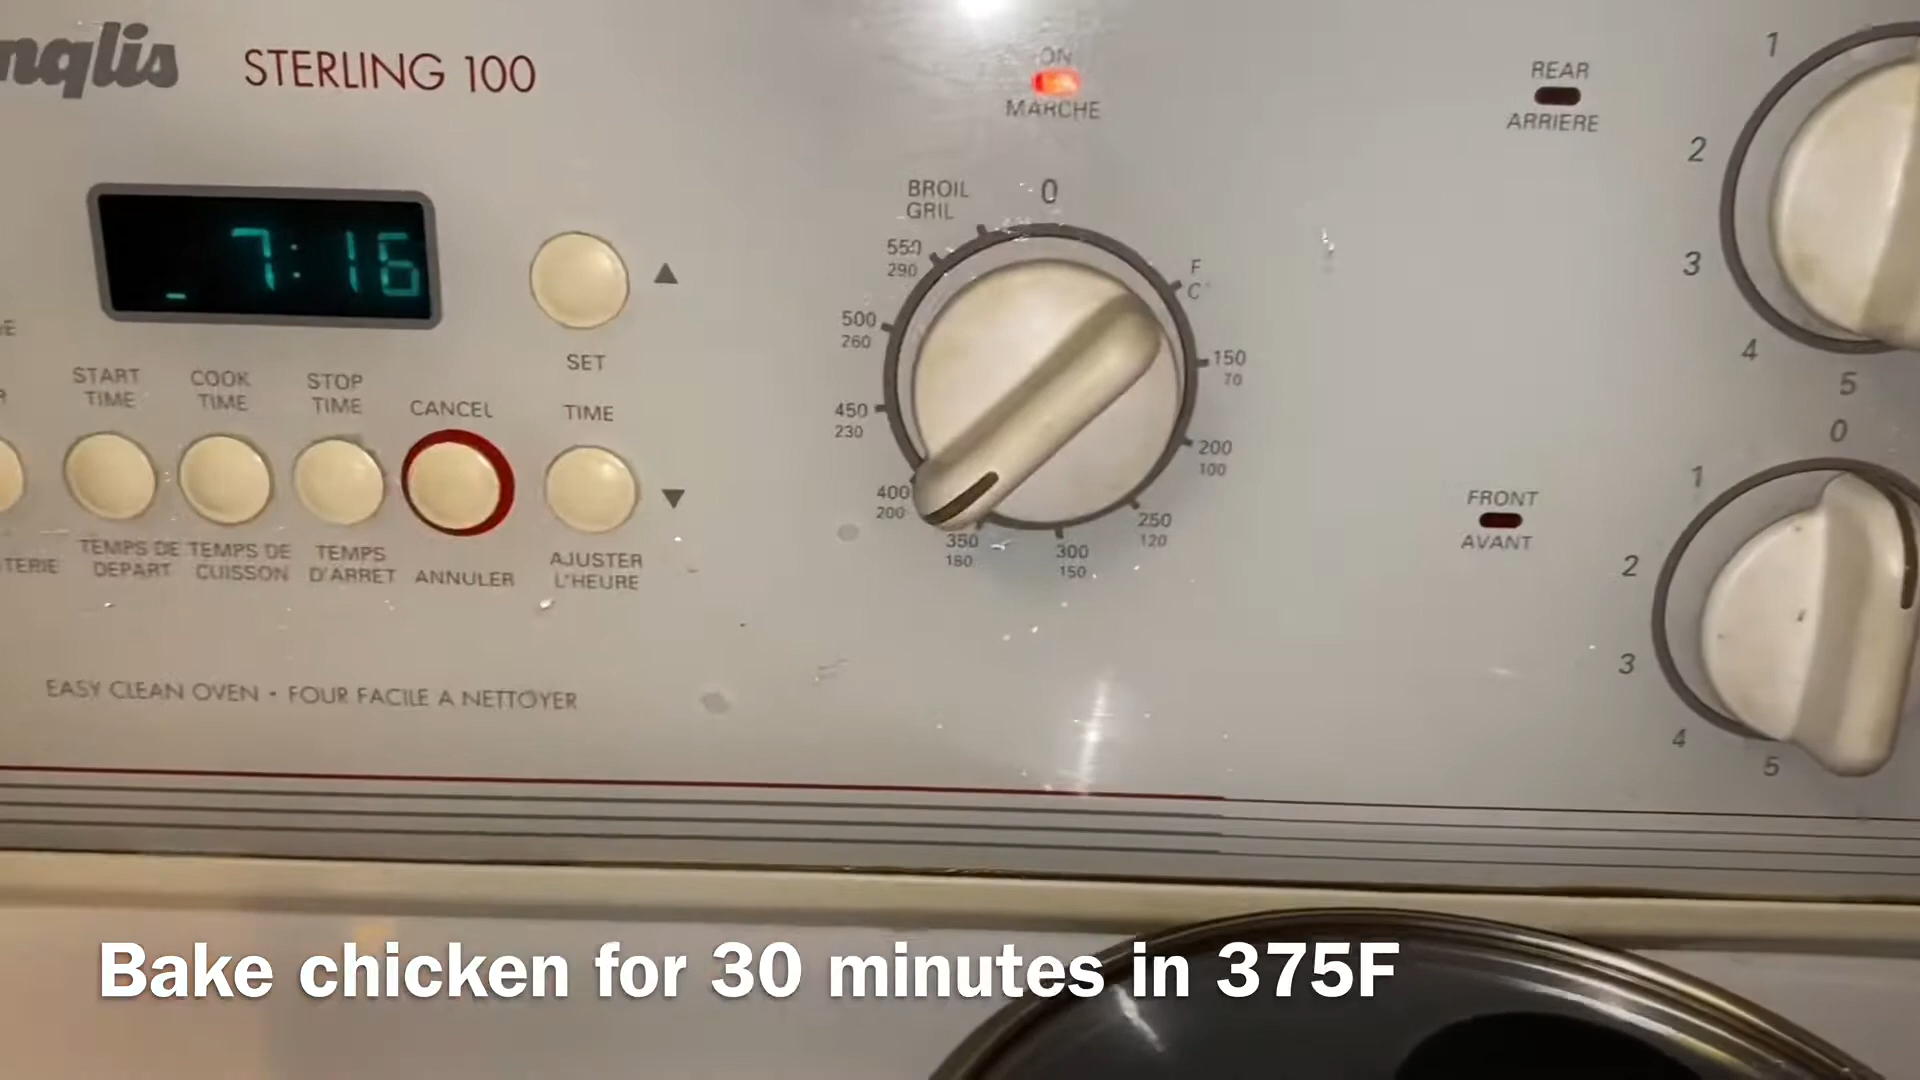 nglis STERLING 100
ON
MARCHE
REAR
ARRIERE
1
2
3
4
5
BROIL
GRIL
0
550
290
500
260
450
230
400
200
350
180
300
150
250
120
200
100
150
70
F
C
7:16
SET
TIME
AJUSTER
L'HEURE
START
TIME
COOK
TIME
STOP
TIME
CANCEL
TEMPS DE
DEPART
TEMPS DE
CUISSON
TEMPS
D'ARRET
ANNULER
TERIE
FRONT
AVANT
0
1
2
3
4
5
EASY CLEAN OVEN • FOUR FACILE A NETTOYER
Bake chicken for 30 minutes in 375F